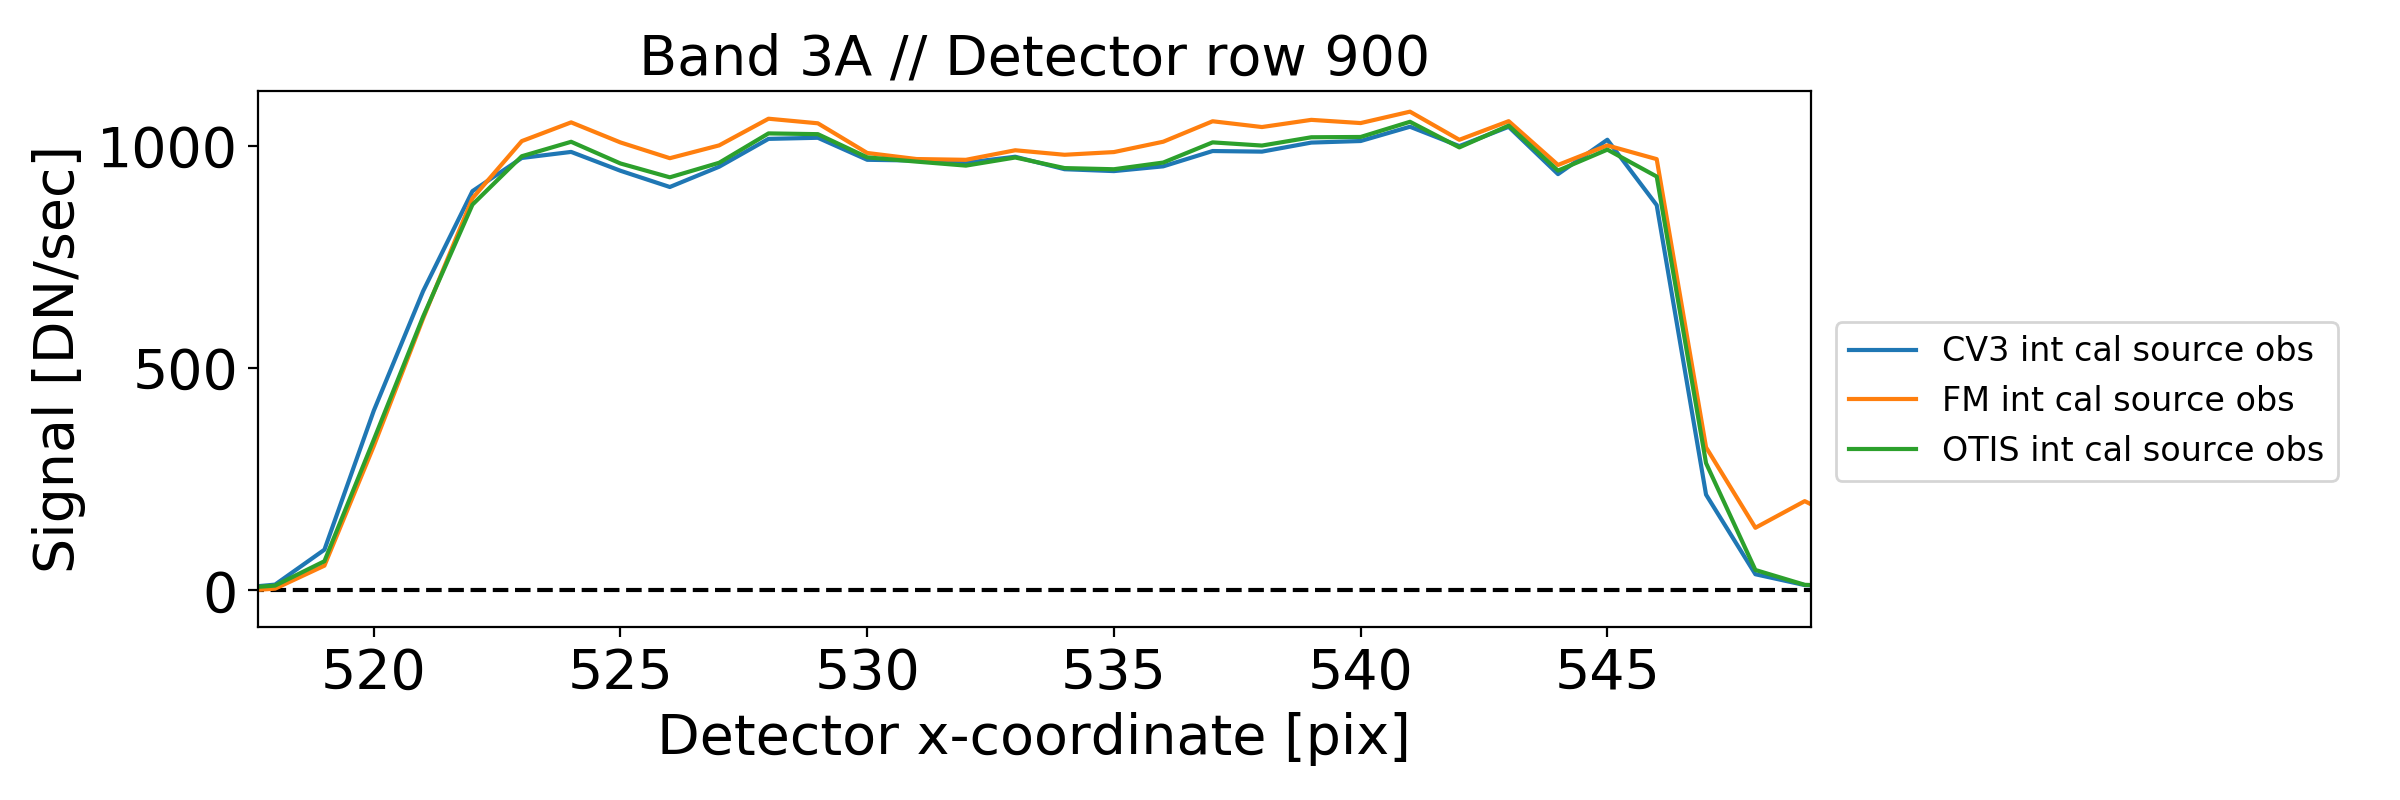 Band 3A // Detector row 900
Signal [DN/sec]
1000
500
0
520 525 530 535 540 545
Detector x-coordinate [pix]
CV3 int cal source obs
FM int cal source obs
OTIS int cal source obs